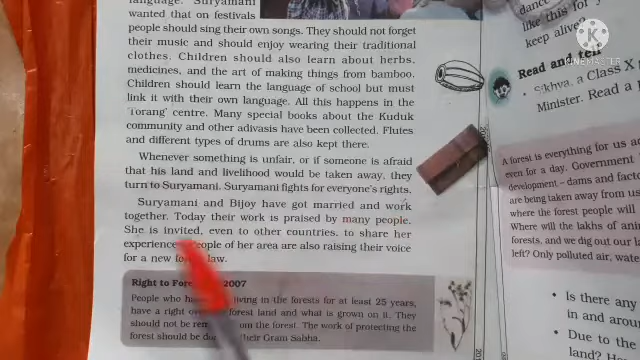 language. Suryamani
wanted that on festivals
people should sing their own songs. They should not forget
their music and should enjoy wearing their traditional
clothes. Children should also learn about herbs,
medicines, and the art of making things from bamboo.
Children should learn the language of school but must
link it with their own language. All this happens in the
'Torang' centre. Many special books about the Kuduk
community and other adivasis have been collected. Flutes
and different types of drums are also kept there.
Whenever something is unfair, or if someone is afraid
that his land and livelihood would be taken away, they
turn to Suryamani. Suryamani fights for everyone's rights.
Suryamani and Bijoy have got married and work
together. Today their work is praised by many people.
She is invited, even to other countries, to share her
experience. People of her area are also raising their voice
for a new law.
Right to 2007
People who living in the forests for at least 25 years,
have a right over forest land and what is grown on it. They
should not be from the forest. The work of protecting the
forest should be their Gram Sabha.
danc
like this for y
keep alive?
Read and tell
• Sikhya, a Class X
Minister. Read a
A forest is everything for us a
even for a day. Government
development – dams and facto
are being taken away from us
where the forest people will
Where will the lakhs of anim
forests, and we dig out our la
left? Only polluted air, water
• Is there any
in and aroun
• Due to the
land? He
K
KINEMASTER
20
201